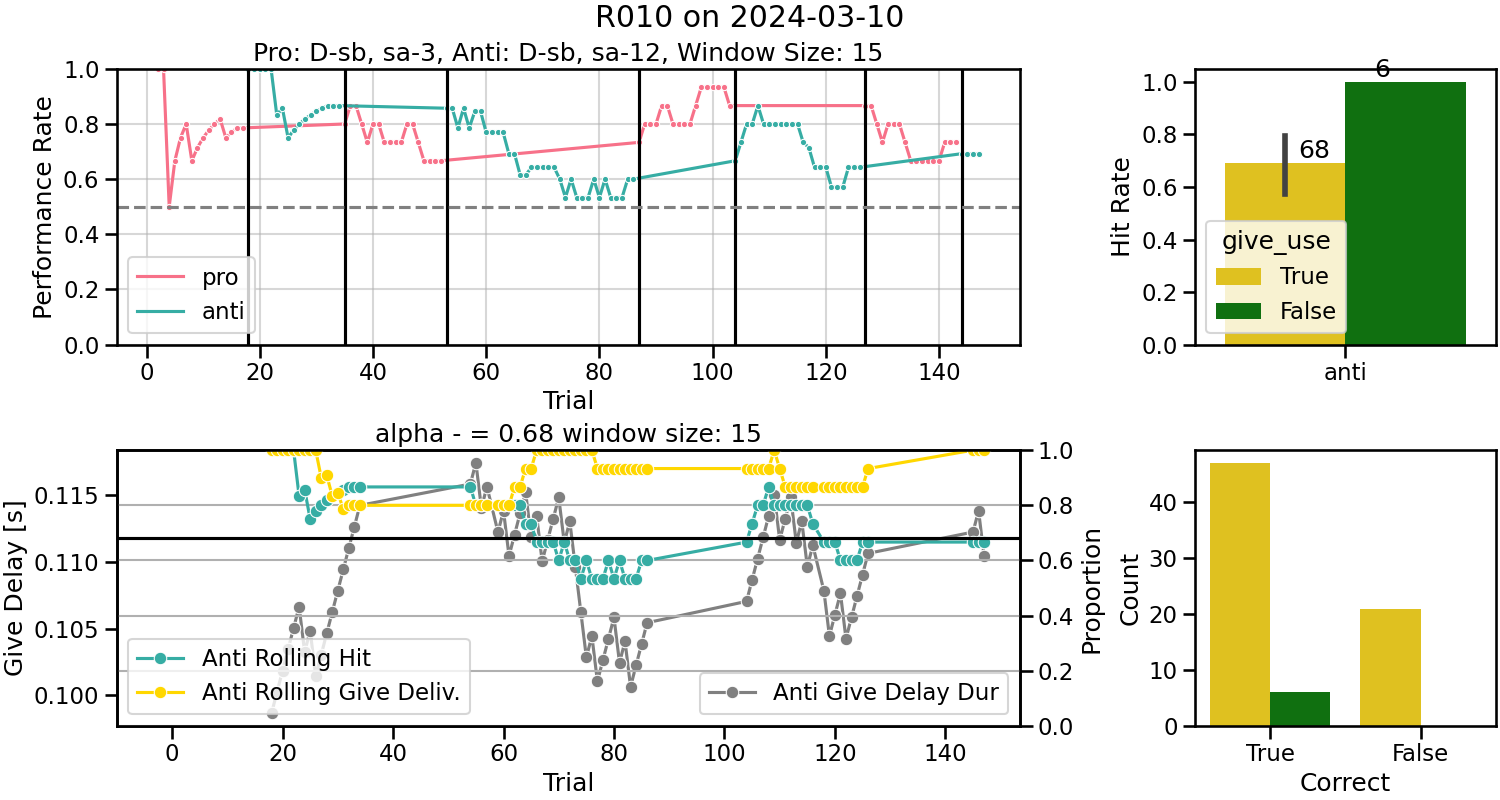 R010 on 2024-03-10
Pro: D-sb, sa-3, Anti: D-sb, sa-12, Window Size: 15
Performance Rate
1.0
0.8
0.6
0.4
0.2
0.0
pro
anti
0 20 40 60 80 100 120 140
Trial
Hit Rate
1.0
0.8
0.6
0.4
0.2
0.0
68
6
give_use
True
False
anti
alpha - = 0.68 window size: 15
Give Delay [s]
0.115
0.110
0.105
0.100
Anti Rolling Hit
Anti Rolling Give Deliv.
Anti Give Delay Dur
1.0
0.8
0.6
0.4
0.2
0.0
Proportion
0 20 40 60 80 100 120 140
Trial
Count
40
30
20
10
0
True False
Correct